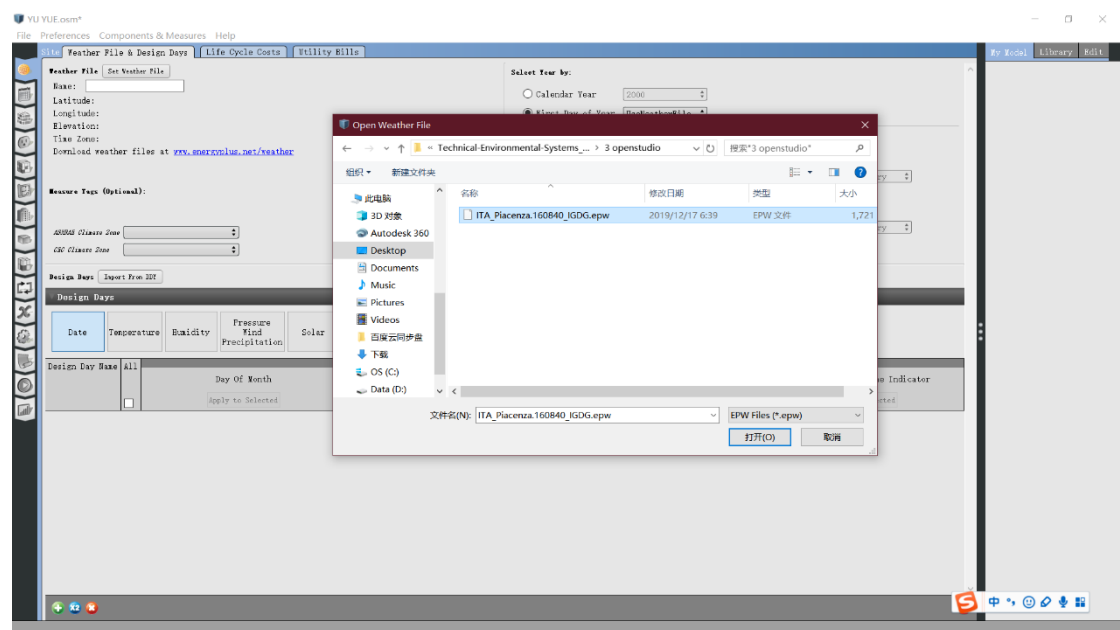 YU YUE.osm*
File Preferences Components & Measures Help
Site Weather File & Design Days Life Cycle Costs Utility Bills
My Model Library Edit
Weather File Set Weather File
Name:
Latitude:
Longitude:
Elevation:
Time Zone:
Download weather files at www.energyplus.net/weather
Measure Tags (Optional):
ASHRAE Climate Zone
CEC Climate Zone
Design Days Import From DDY
Design Days
Date Temperature Humidity Pressure Wind Precipitation Solar
Design Day Name All
Day Of Month
Apply to Selected
Select Year by:
Calendar Year 2000
First Day of Year UseWeatherFile
Indicator
Open Weather File
« Technical-Environmental-Systems_... > 3 openstudio
搜索"3 openstudio"
组织 新建文件夹
名称 修改日期 类型 大小
ITA_Piacenza.160840_IGDG.epw 2019/12/17 6:39 EPW 文件 1,721
此电脑
3D 对象
Autodesk 360
Desktop
Documents
Music
Pictures
Videos
百度云同步盘
下载
OS (C:)
Data (D:)
文件名(N): ITA_Piacenza.160840_IGDG.epw EPW Files (*.epw)
打开(O) 取消
中